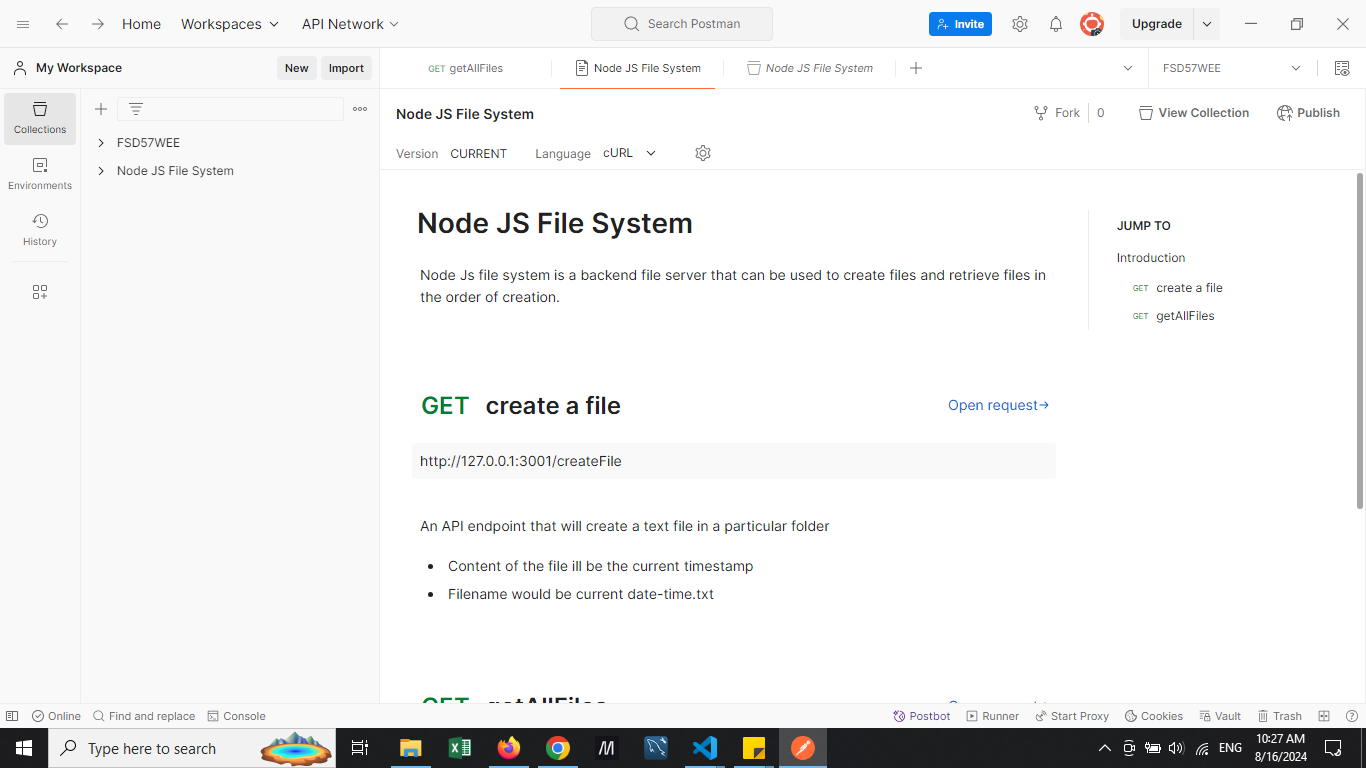 Home Workspaces API Network Search Postman Invite Upgrade
My Workspace New Import GET getAllFiles Node JS File System Node JS File System FSD57WEE
Collections
Environments
History
FSD57WEE
Node JS File System
Node JS File System Fork 0 View Collection Publish
Version CURRENT Language cURL
Node JS File System
Node Js file system is a backend file server that can be used to create files and retrieve files in
the order of creation.
JUMP TO
Introduction
GET create a file
GET getAllFiles
GET create a file Open request→
http://127.0.0.1:3001/createFile
An API endpoint that will create a text file in a particular folder
• Content of the file ill be the current timestamp
• Filename would be current date-time.txt
GET getAllFiles
Online Find and replace Console Postbot Runner Start Proxy Cookies Vault Trash
Type here to search ENG 10:27 AM
8/16/2024